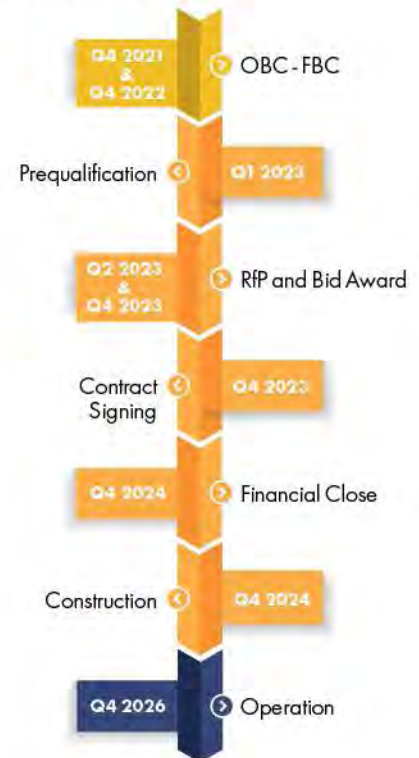 Q4 2021
&
Q4 2022
OBC - FBC
Prequalification
Q1 2023
Q2 2023
&
Q4 2023
RfP and Bid Award
Contract
Signing
Q4 2023
Q4 2024
Financial Close
Construction
Q4 2024
Q4 2026
Operation